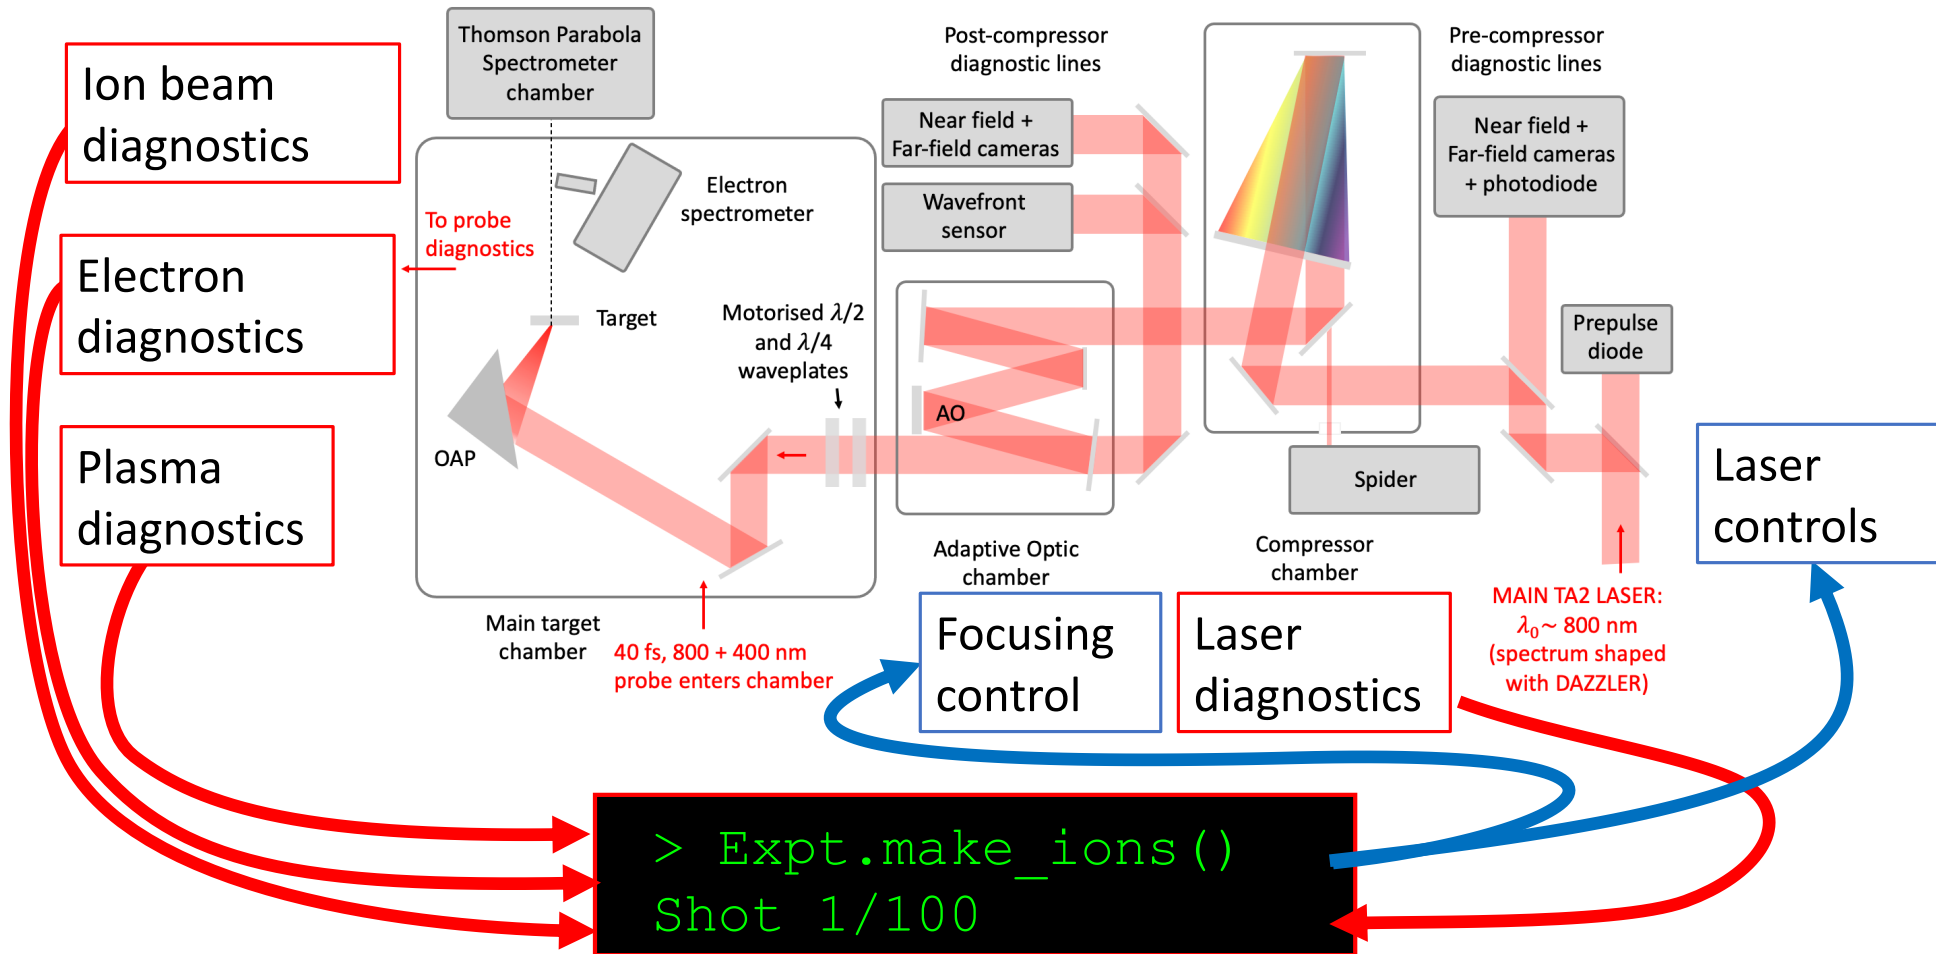 Thomson Parabola
Spectrometer
chamber
Post-compressor
diagnostic lines
Pre-compressor
diagnostic lines
Ion beam
diagnostics
Near field +
Far-field cameras
Near field +
Far-field cameras
+ photodiode
Electron
spectrometer
Wavefront
sensor
To probe
diagnostics
Electron
diagnostics
Target
Motorised λ/2
and λ/4
waveplates
Prepulse
diode
AO
OAP
Plasma
diagnostics
Spider
Laser
controls
Adaptive Optic
chamber
Compressor
chamber
Main target
chamber
40 fs, 800 + 400 nm
probe enters chamber
Focusing
control
Laser
diagnostics
MAIN TA2 LASER:
λ₀~ 800 nm
(spectrum shaped
with DAZZLER)
> Expt.make_ions()
Shot 1/100